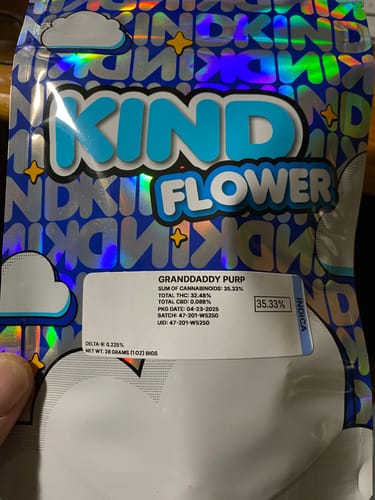 KIND
FLOWER
GRANDDADDY PURP
SUM OF CANNABINOIDS: 35.33%
TOTAL THC: 32.48%
TOTAL CBD: 0.088%
PKG DATE: 04-23-2025
BATCH: 47-201-WS250
UID: 47-201-WS250
35.33%
INDICA
DELTA-9: 0.225%
NET WT. 28 GRAMS (1 OZ) BIGS